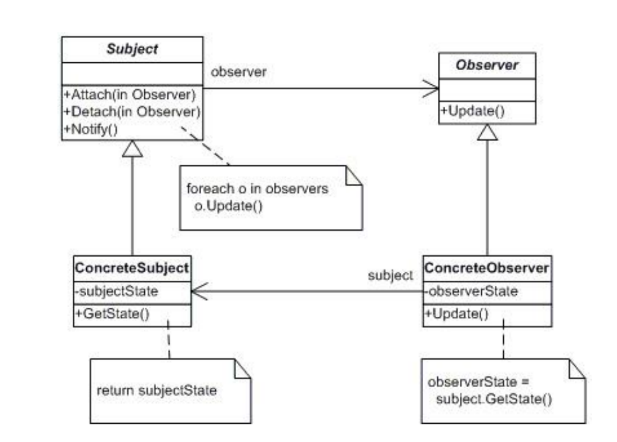 Subject
observer
+Attach(in Observer)
+Detach(in Observer)
+Notify()
Observer
+Update()
foreach o in observers
o.Update()
ConcreteSubject
-subjectState
+GetState()
subject
ConcreteObserver
-observerState
+Update()
return subjectState
observerState =
subject.GetState()